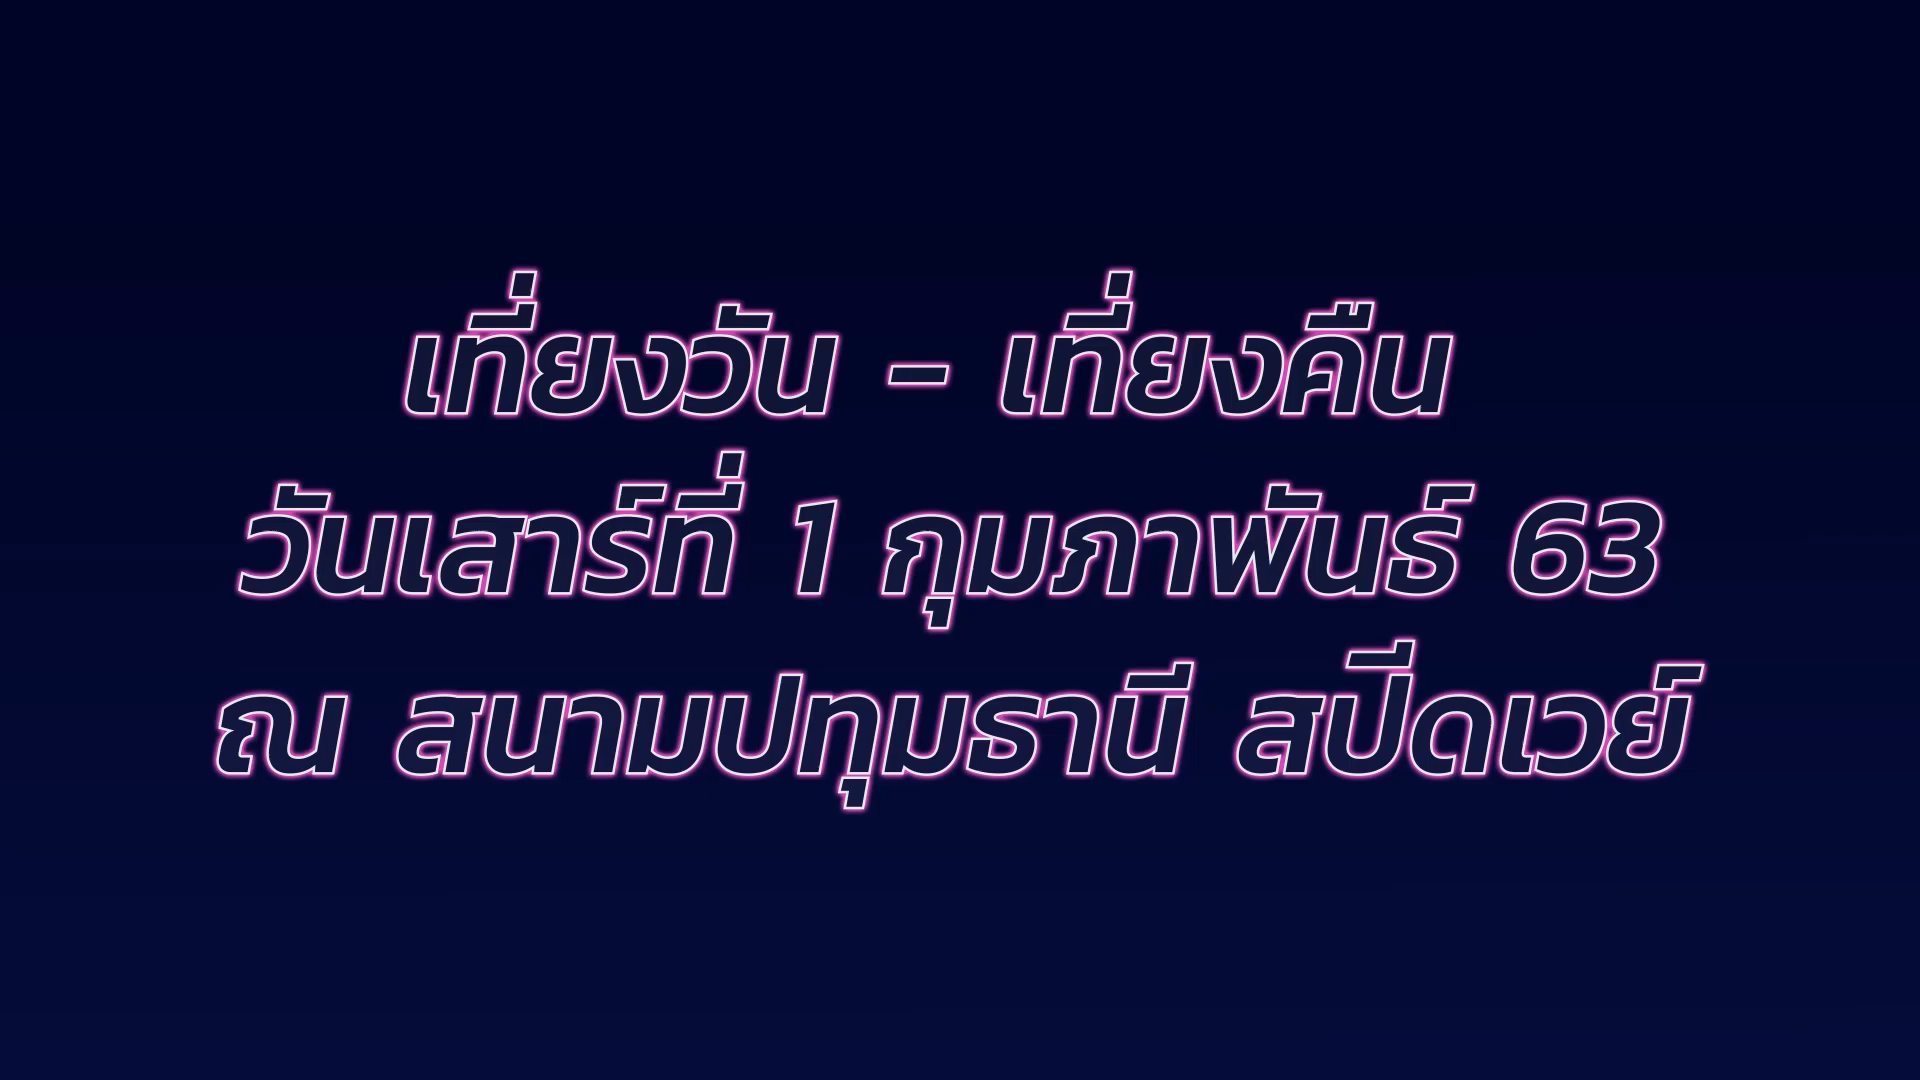 เที่ยงวัน - เที่ยงคืน
วันเสาร์ที่ 1 กุมภาพันธ์ 63
ณ สนามปทุมธานี สปีดเวย์